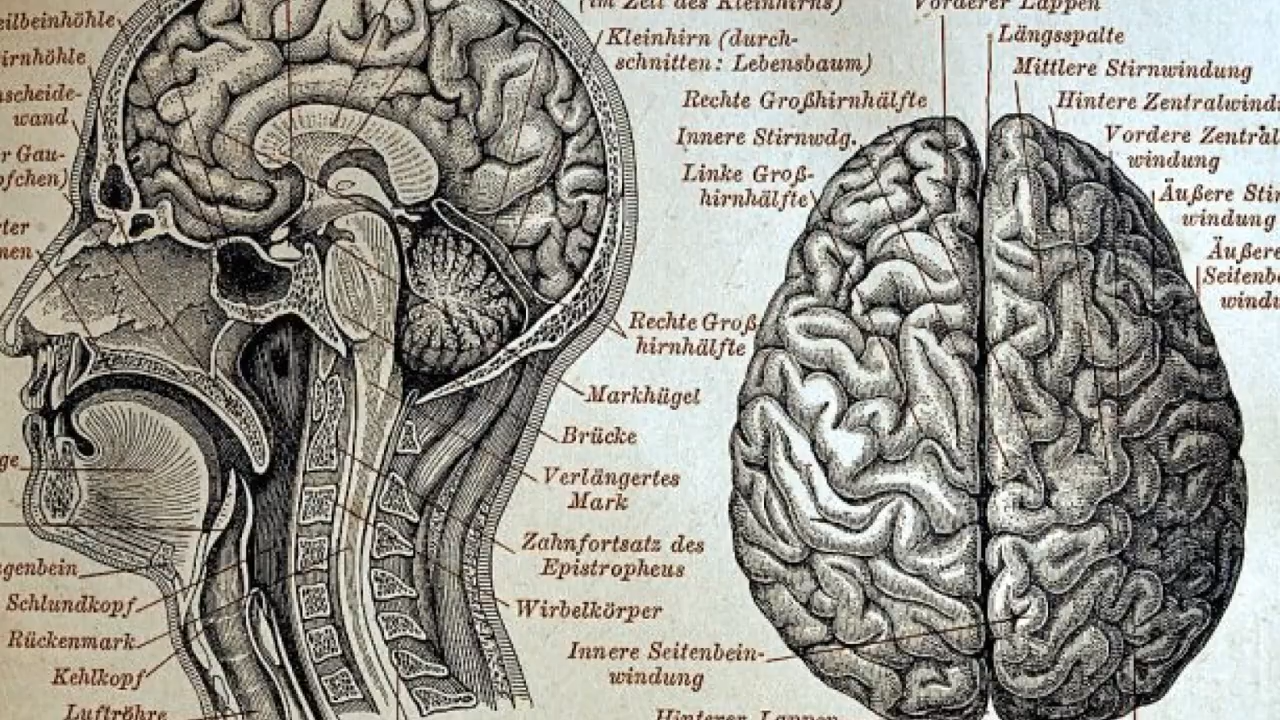 eilbeinhöhle
irnhöhle
nscheide-
wand
r Gau-
pfchen)
rter
nen
ge
genbein
Schlundkopf
Rückenmark
Kehlkopf
Luftröhre
(im Zelt des Kleinhirns)
Kleinhirn (durch-
schnitten: Lebensbaum)
Rechte Großhirnhälfte
Innere Stirnwdg.
Linke Groß-
hirnhälfte
Rechte Groß
hirnhälfte
Markhügel
Brücke
Verlängertes
Mark
Zahnfortsatz des
Epistropheus
Wirbelkörper
Innere Seitenbein-
windung
Hinterer Lappen
Vorderer Lappen
Längsspalte
Mittlere Stirnwindung
Hintere Zentralwind
Vordere Zentral
windung
Äußere Stir
windung
Äußere
Seitenbe
windu